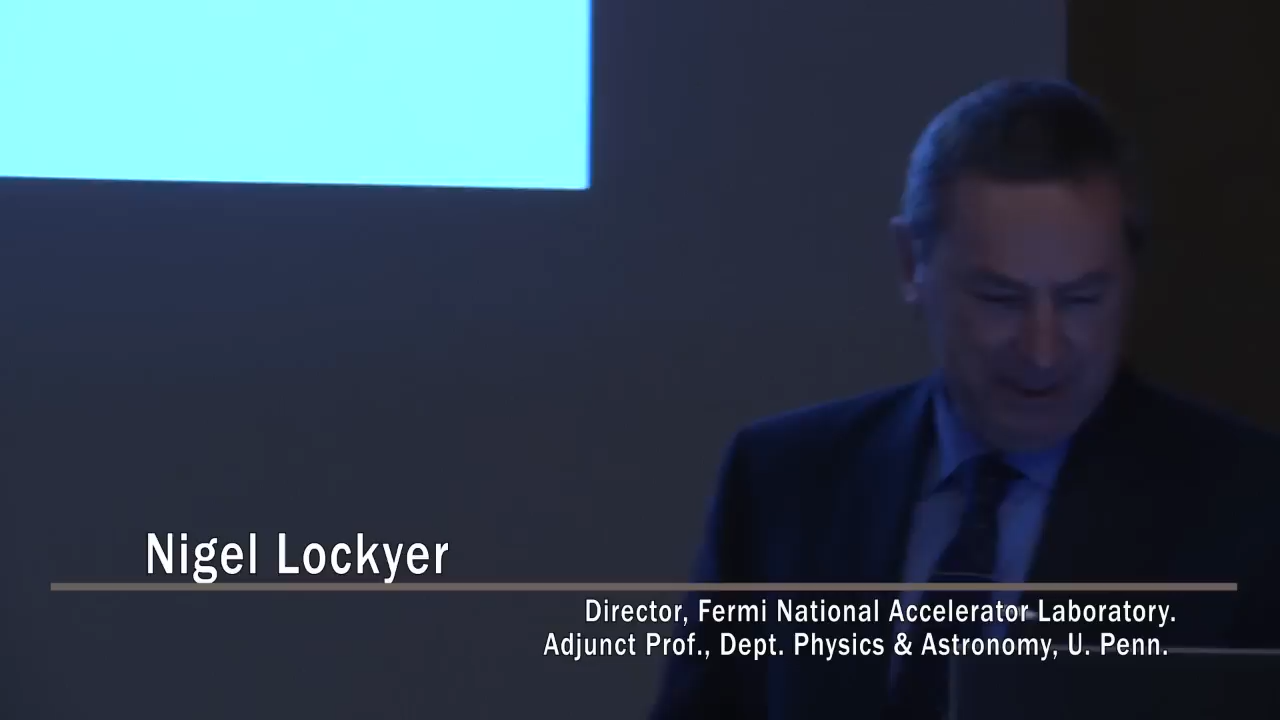 Nigel Lockyer
Director, Fermi National Accelerator Laboratory.
Adjunct Prof., Dept. Physics & Astronomy, U. Penn.